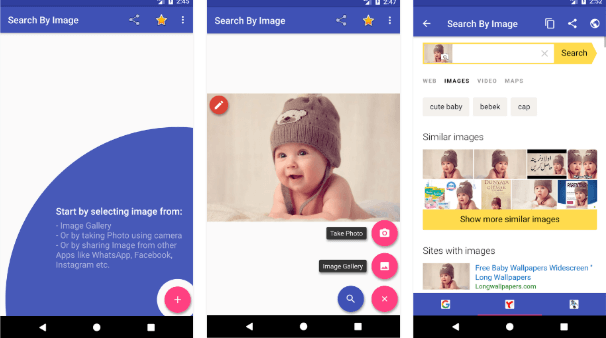 2:45
Search By Image
Start by selecting image from:
- Image Gallery
- Or by taking Photo using camera
- Or by sharing Image from other
Apps like WhatsApp, Facebook,
Instagram etc.
2:47
Search By Image
Take Photo
Image Gallery
2:52
Search By Image
Search
WEB IMAGES VIDEO MAPS
cute baby bebek cap
Similar images
Show more similar images
Sites with images
Free Baby Wallpapers Widescreen "
Long Wallpapers
Longwallpapers.com